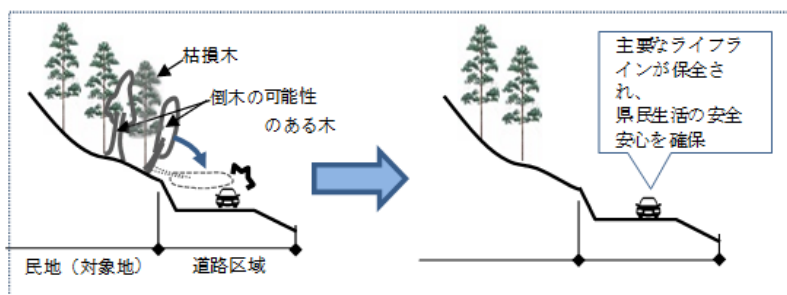 枯損木
倒木の可能性
のある木
民地（対象地）
道路区域
主要なライフラ
インが保全さ
れ、
県民生活の安全
安心を確保